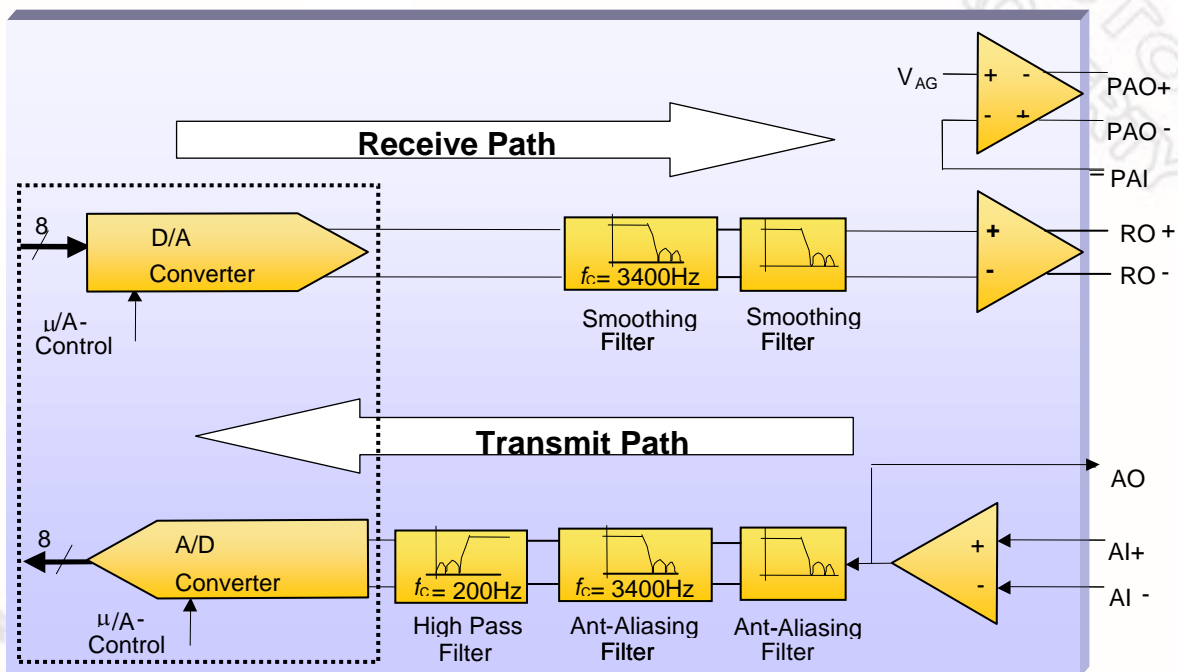 V AG
+ -
- +
PAO+
PAO -
PAI
Receive Path
8
D/A
Converter
μ/A-
Control
fC= 3400Hz
Smoothing
Filter
Smoothing
Filter
+
-
RO +
RO -
Transmit Path
AO
8
A/D
Converter
μ/A-
Control
fC = 200Hz
High Pass
Filter
fC= 3400Hz
Ant-Aliasing
Filter
Ant-Aliasing
Filter
+
-
AI+
AI -